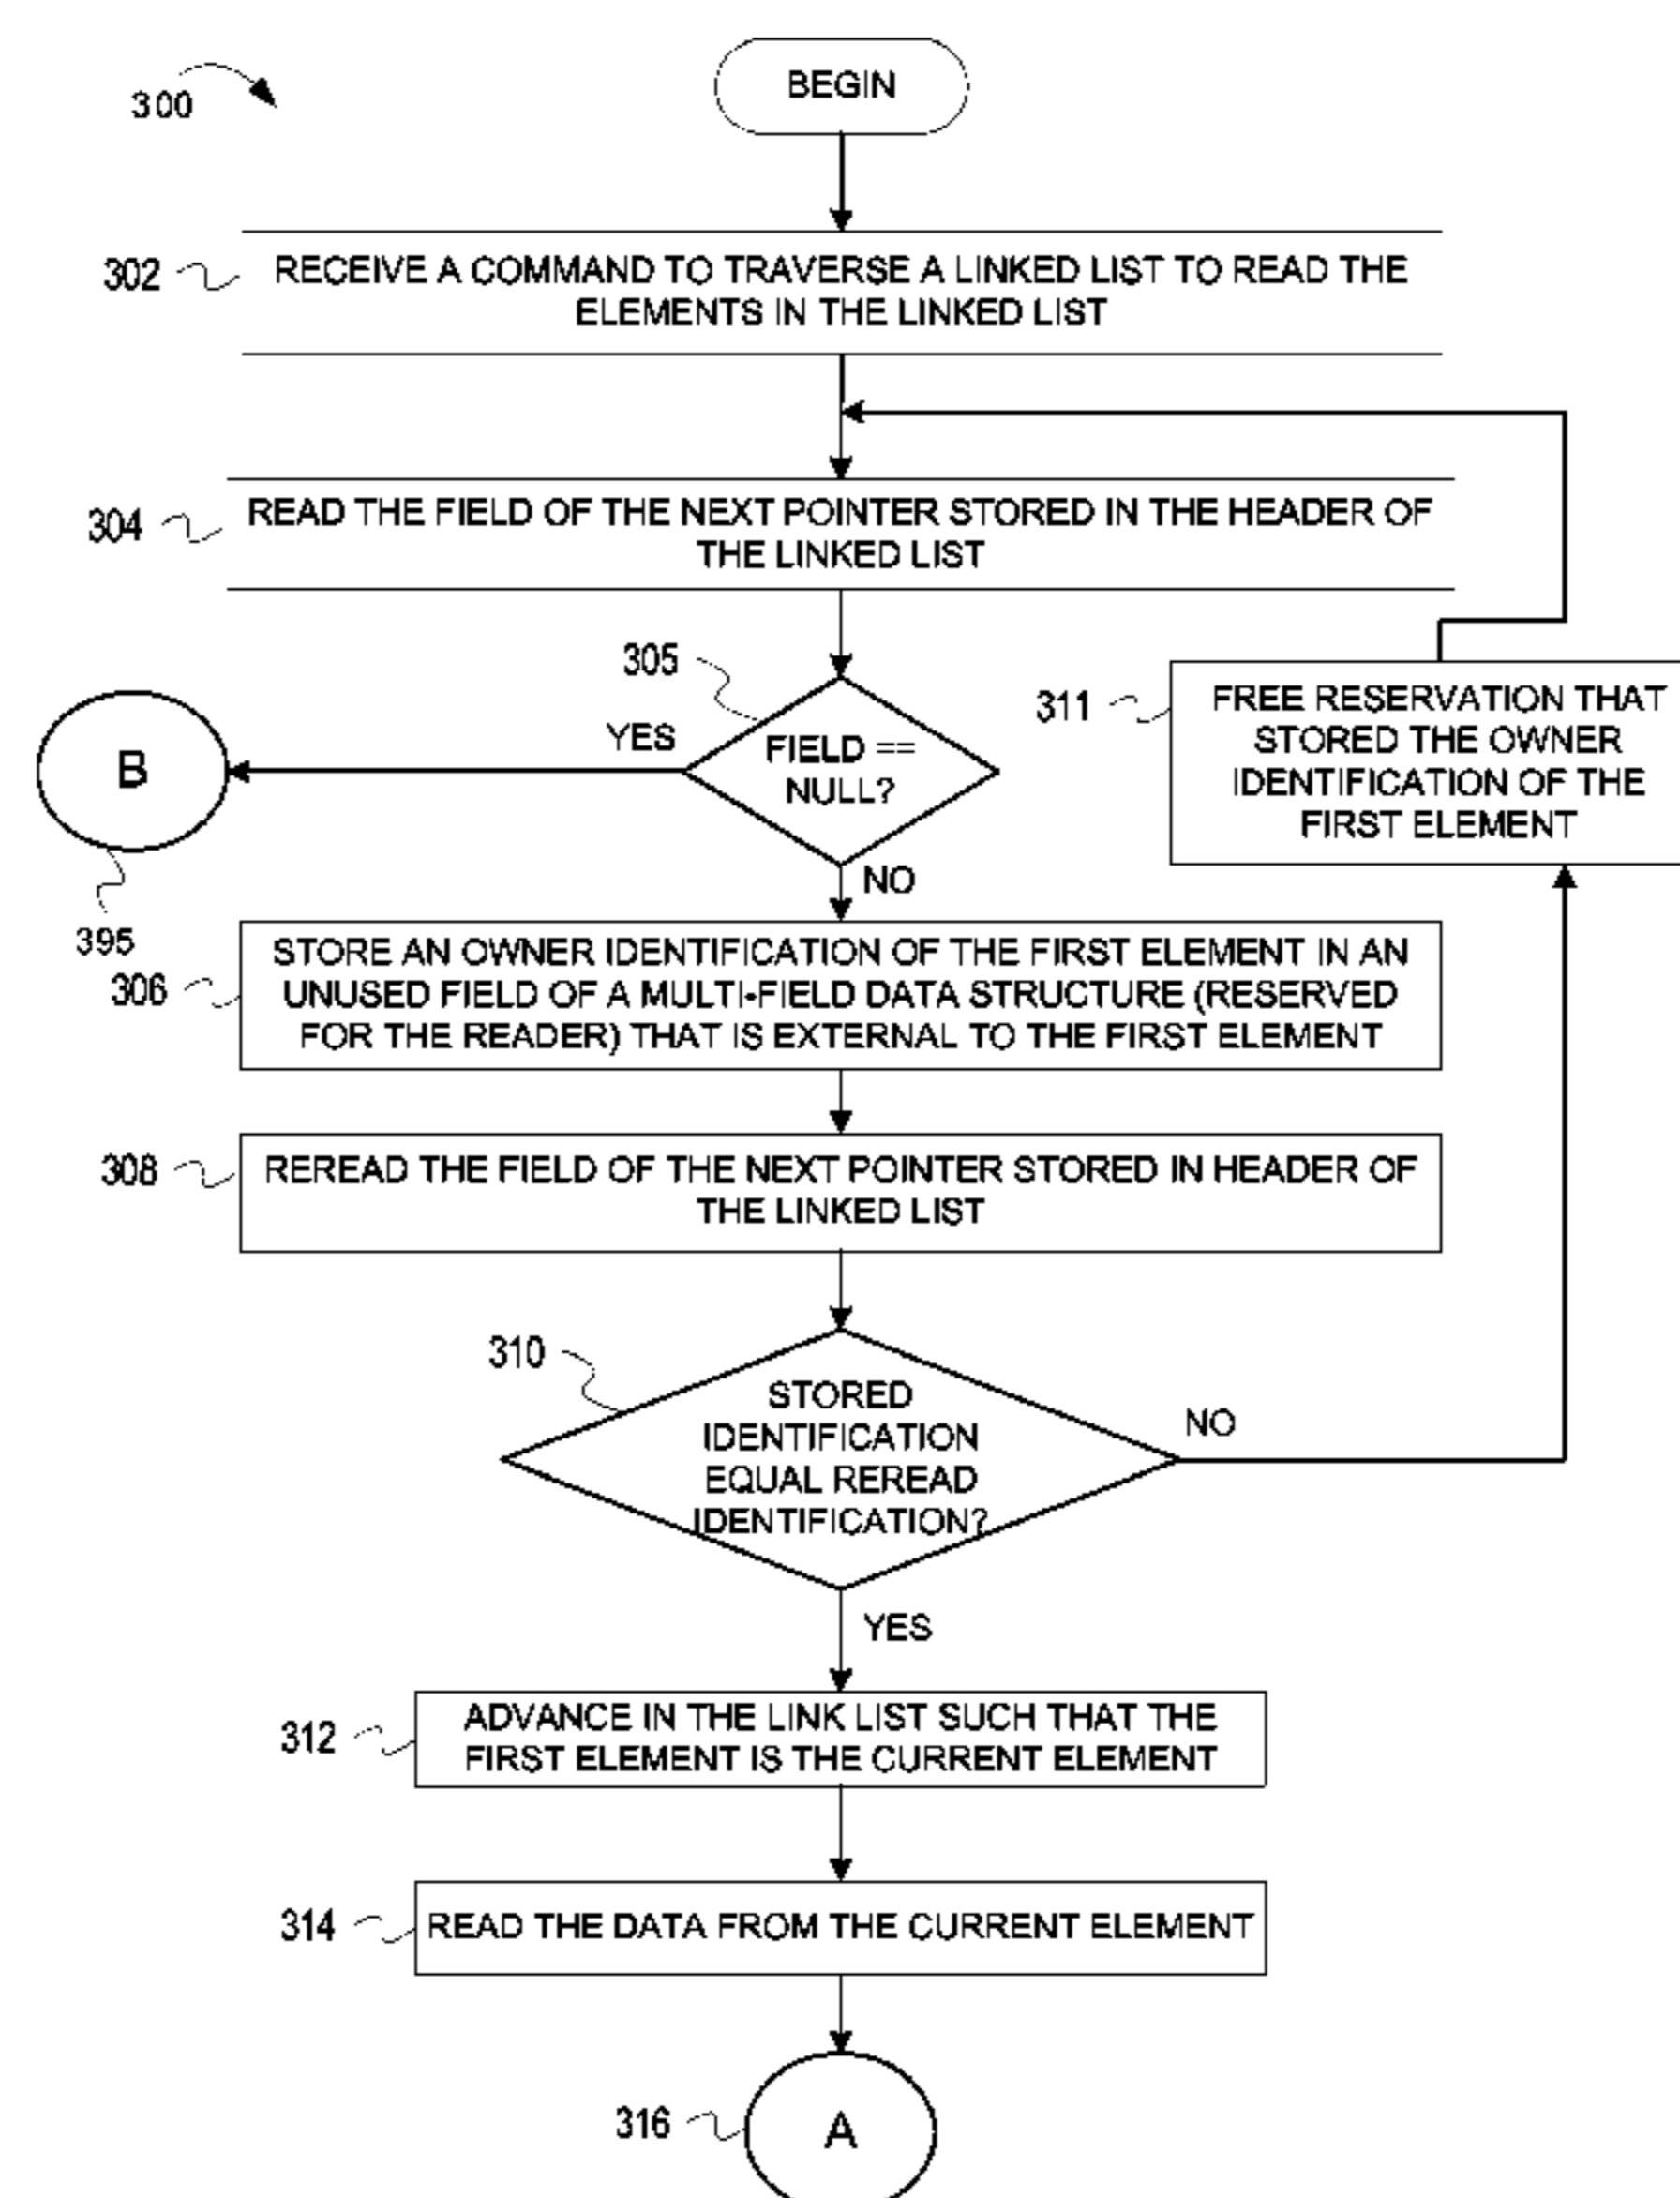 300
BEGIN
302
RECEIVE A COMMAND TO TRAVERSE A LINKED LIST TO READ THE
ELEMENTS IN THE LINKED LIST
304
READ THE FIELD OF THE NEXT POINTER STORED IN THE HEADER OF
THE LINKED LIST
305
FIELD ==
NULL?
YES
B
395
NO
311
FREE RESERVATION THAT
STORED THE OWNER
IDENTIFICATION OF THE
FIRST ELEMENT
306
STORE AN OWNER IDENTIFICATION OF THE FIRST ELEMENT IN AN
UNUSED FIELD OF A MULTI-FIELD DATA STRUCTURE (RESERVED
FOR THE READER) THAT IS EXTERNAL TO THE FIRST ELEMENT
308
REREAD THE FIELD OF THE NEXT POINTER STORED IN HEADER OF
THE LINKED LIST
310
STORED
IDENTIFICATION
EQUAL REREAD
IDENTIFICATION?
NO
YES
312
ADVANCE IN THE LINK LIST SUCH THAT THE
FIRST ELEMENT IS THE CURRENT ELEMENT
314
READ THE DATA FROM THE CURRENT ELEMENT
316
A